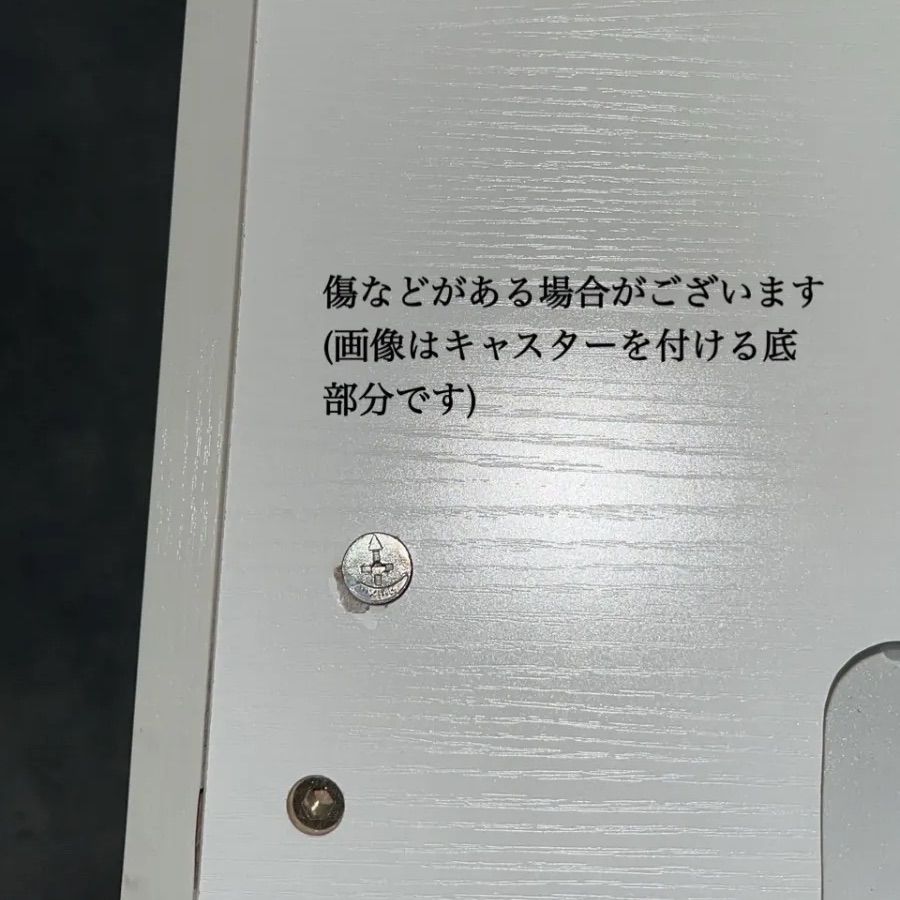 傷などがある場合がございます
(画像はキャスターを付ける底
部分です)